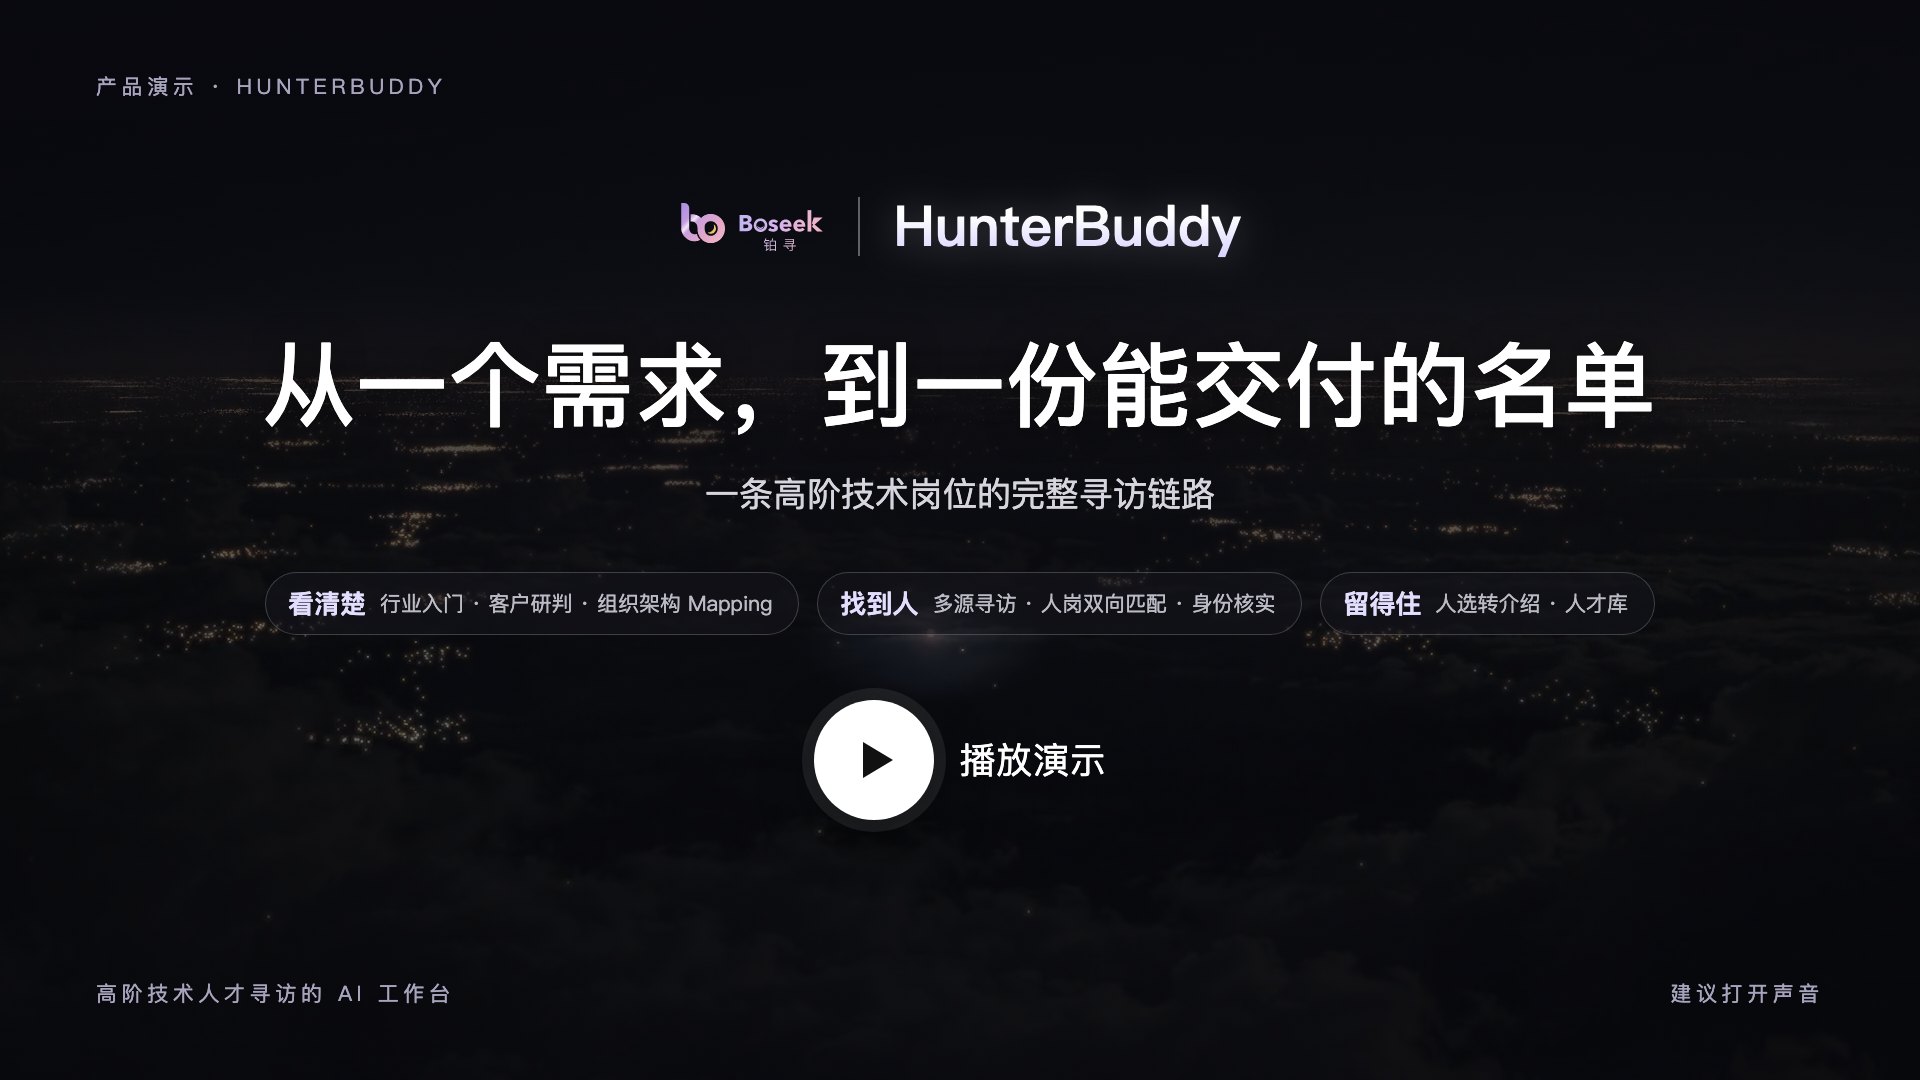 产品演示 · HUNTERBUDDY
Boseek
铂寻
HunterBuddy
从一个需求，到一份能交付的名单
一条高阶技术岗位的完整寻访链路
看清楚 行业入门 · 客户研判 · 组织架构 Mapping
找到人 多源寻访 · 人岗双向匹配 · 身份核实
留得住 人选转介绍 · 人才库
播放演示
高阶技术人才寻访的 AI 工作台
建议打开声音